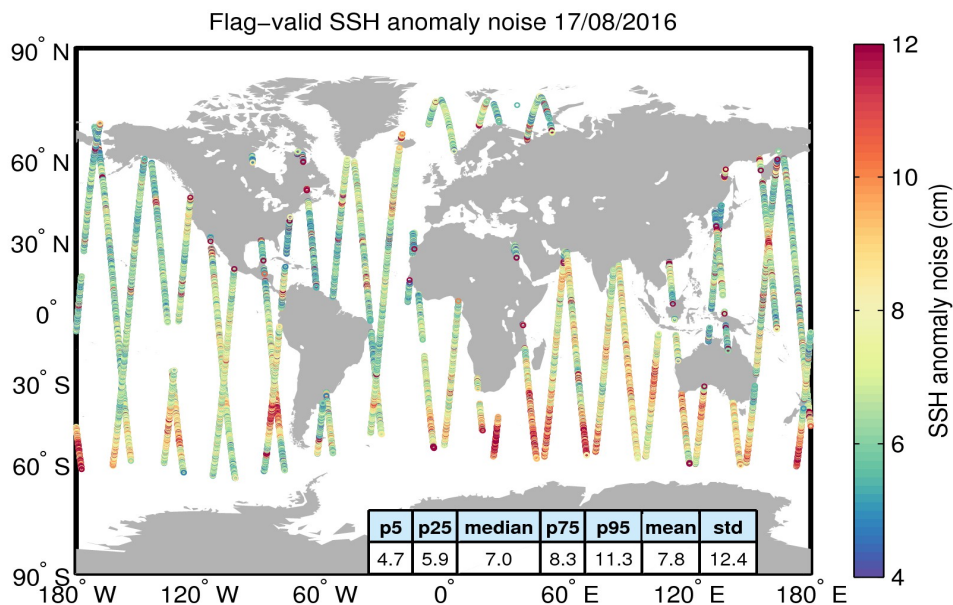 Flag−valid SSH anomaly noise 17/08/2016
90° N
60° N
30° N
0°
30° S
60° S
90° S
180° W 120° W 60° W 0° 60° E 120° E 180° E
p5 p25 median p75 p95 mean std
4.7 5.9 7.0 8.3 11.3 7.8 12.4
12
10
8
6
4
SSH anomaly noise (cm)